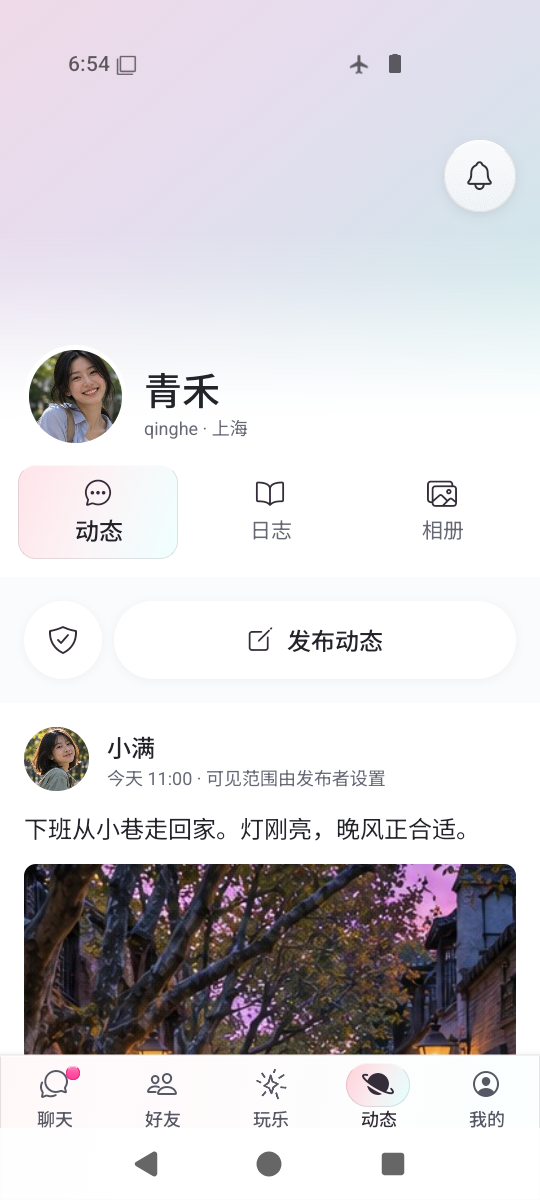 6:54
青禾
qinghe · 上海
动态
日志
相册
发布动态
小满
今天 11:00 · 可见范围由发布者设置
下班从小巷走回家。灯刚亮，晚风正合适。
聊天
好友
玩乐
动态
我的